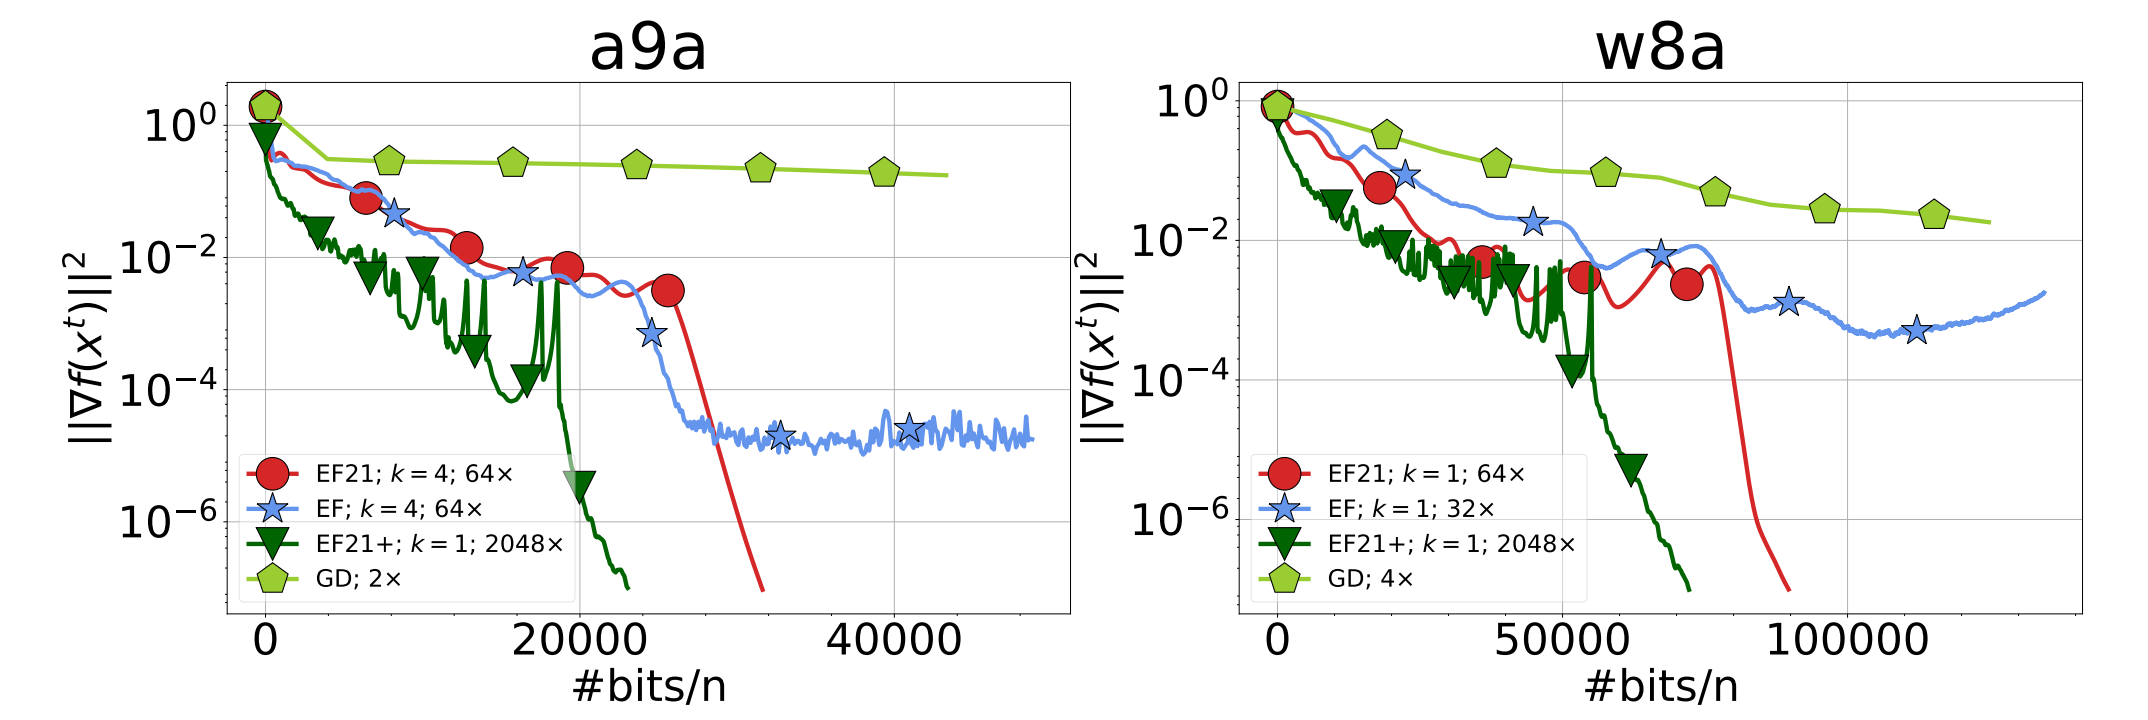 a9a
||∇f(x^t)||^2
10^0
10^-2
10^-4
10^-6
EF21; k = 4; 64×
EF; k = 4; 64×
EF21+; k = 1; 2048×
GD; 2×
0
20000
40000
#bits/n
w8a
||∇f(x^t)||^2
10^0
10^-2
10^-4
10^-6
EF21; k = 1; 64×
EF; k = 1; 32×
EF21+; k = 1; 2048×
GD; 4×
0
50000
100000
#bits/n